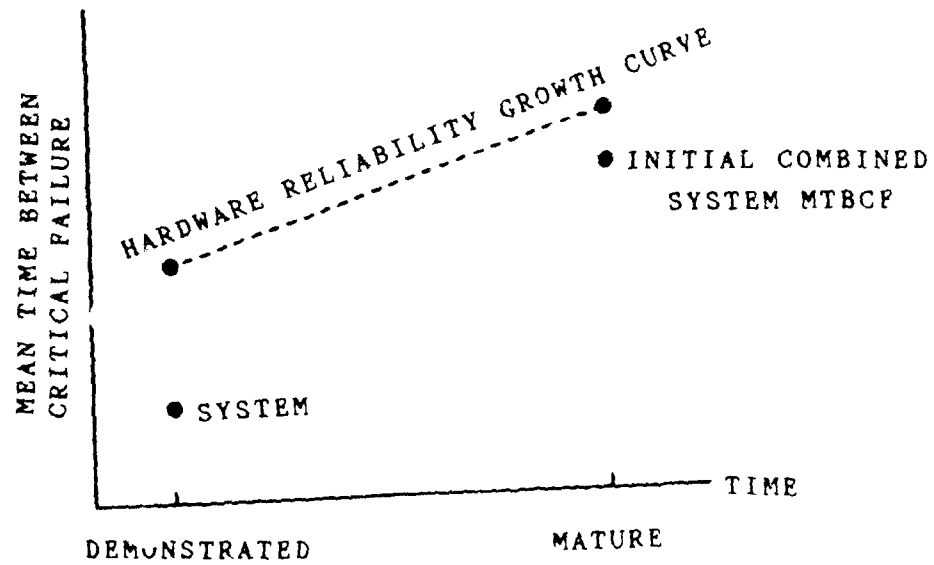 MEAN TIME BETWEEN
CRITICAL FAILURE
HARDWARE RELIABILITY GROWTH CURVE
INITIAL COMBINED
SYSTEM MTBCF
SYSTEM
TIME
DEMONSTRATED
MATURE